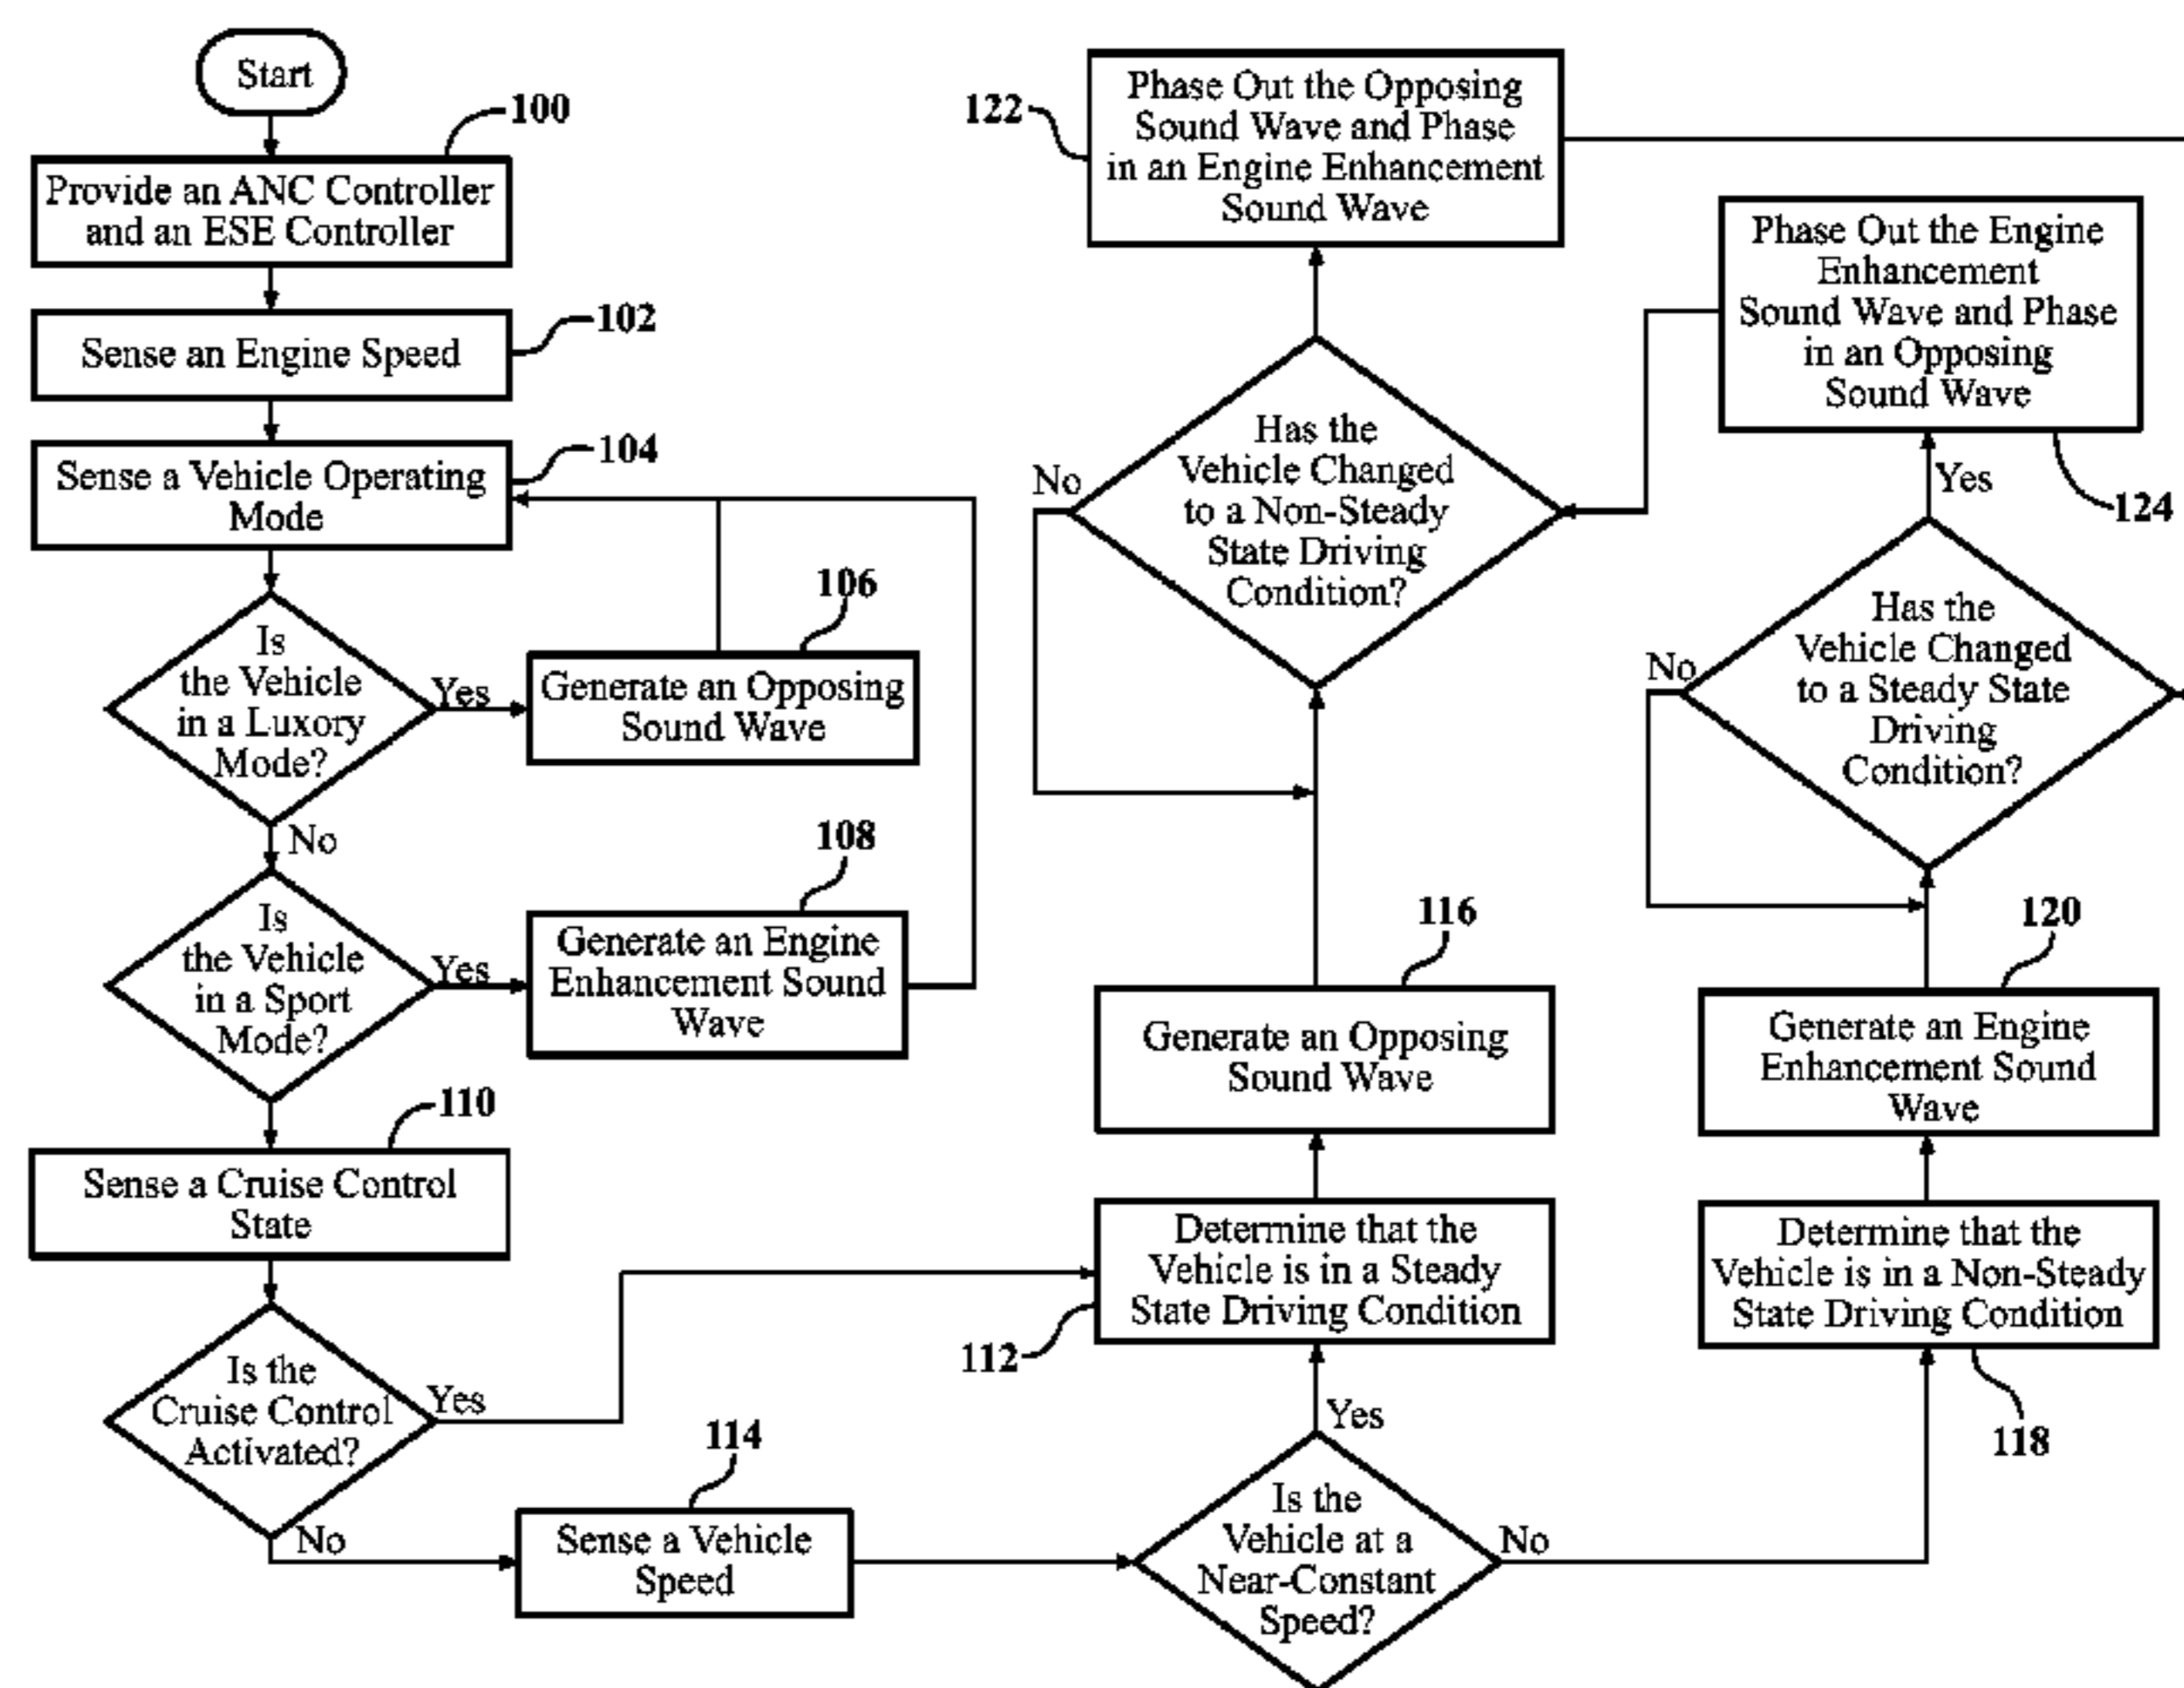 Start
100
Provide an ANC Controller
and an ESE Controller
102
Sense an Engine Speed
104
Sense a Vehicle Operating
Mode
Is
the Vehicle
in a Luxory
Mode?
Yes
106
Generate an Opposing
Sound Wave
No
Is
the Vehicle
in a Sport
Mode?
Yes
108
Generate an Engine
Enhancement Sound
Wave
110
Sense a Cruise Control
State
Is the
Cruise Control
Activated?
Yes
No
114
Sense a Vehicle
Speed
Is the
Vehicle at a
Near-Constant
Speed?
Yes
No
112
Determine that the
Vehicle is in a Steady
State Driving Condition
116
Generate an Opposing
Sound Wave
Has the
Vehicle Changed
to a Non-Steady
State Driving
Condition?
No
122
Phase Out the Opposing
Sound Wave and Phase
in an Engine Enhancement
Sound Wave
118
Determine that the
Vehicle is in a Non-Steady
State Driving Condition
120
Generate an Engine
Enhancement Sound
Wave
Has the
Vehicle Changed
to a Steady State
Driving
Condition?
No
Yes
124
Phase Out the Engine
Enhancement
Sound Wave and Phase
in an Opposing
Sound Wave